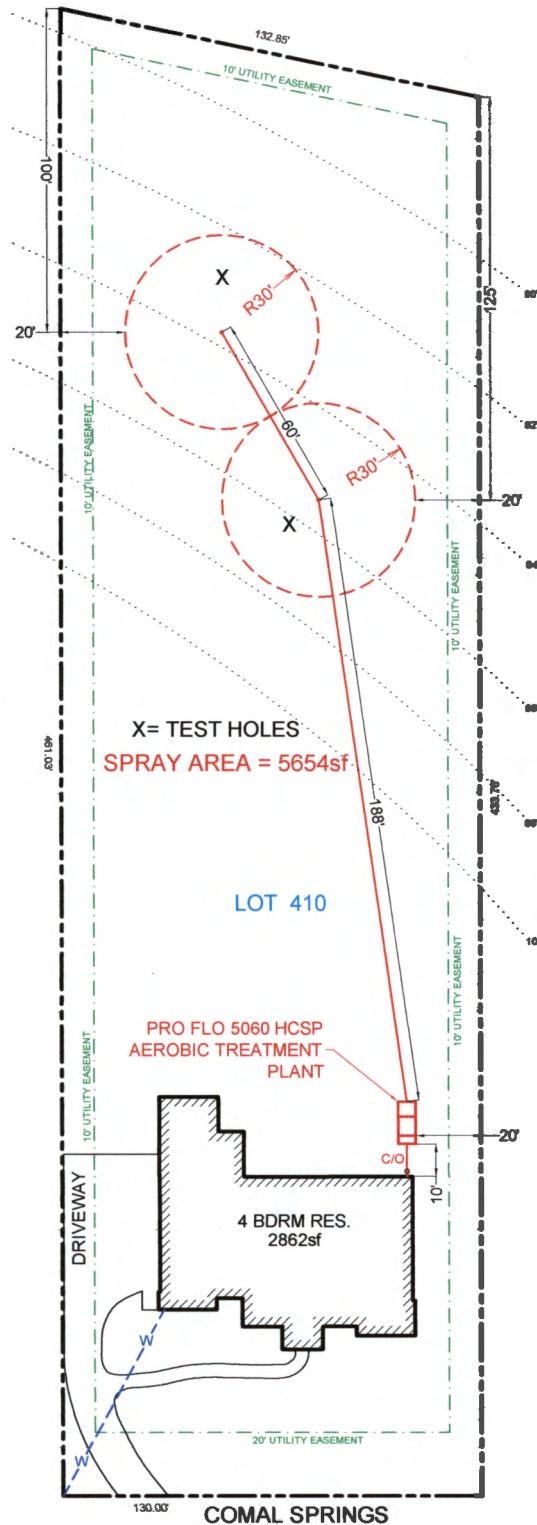 132.85'
10' UTILITY EASEMENT
100'
X
R30'
125'
20'
60'
R30'
20'
X
10' UTILITY EASEMENT
10' UTILITY EASEMENT
X= TEST HOLES
SPRAY AREA = 5654sf
461.03'
188'
433.76'
LOT 410
10' UTILITY EASEMENT
10' UTILITY EASEMENT
PRO FLO 5060 HCSP
AEROBIC TREATMENT
PLANT
20'
C/O
10'
DRIVEWAY
4 BDRM RES.
2862sf
W
W
20' UTILITY EASEMENT
130.00'
COMAL SPRINGS